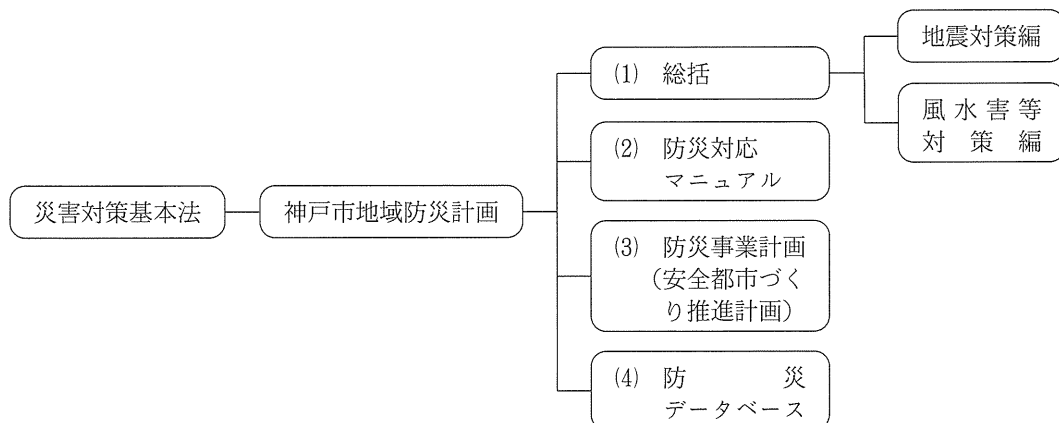 災害対策基本法
神戸市地域防災計画
(1) 総括
地震対策編
風水害等
対策編
(2) 防災対応
マニュアル
(3) 防災事業計画
(安全都市づく
り推進計画)
(4) 防災
データベース